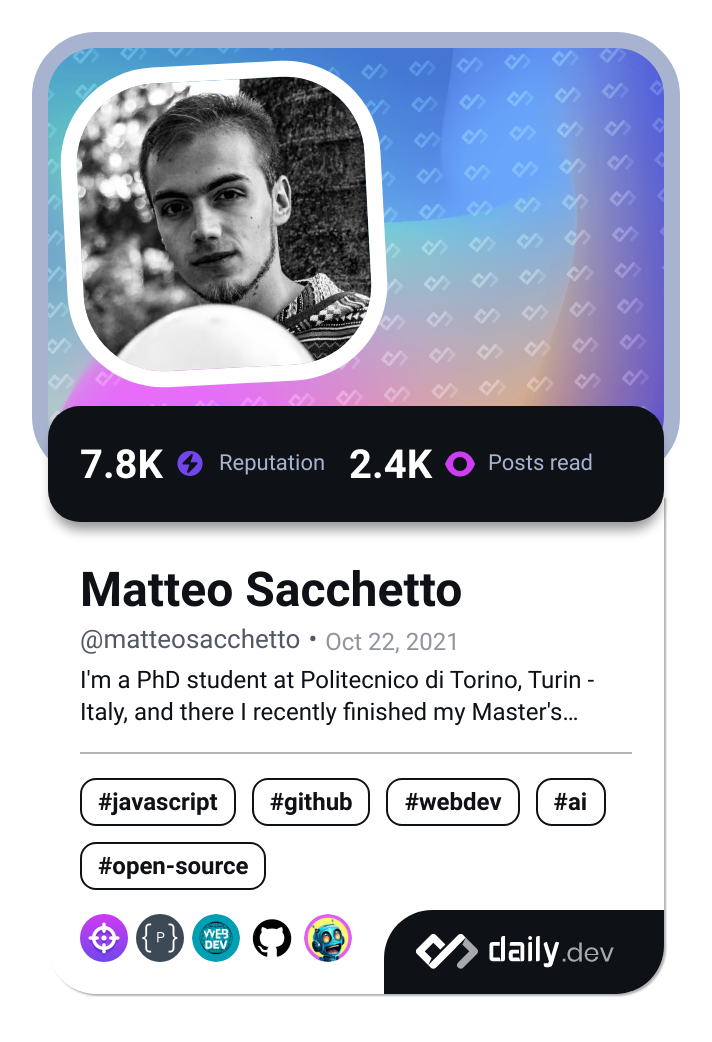 7.8K Reputation 2.4K Posts read
Matteo Sacchetto
@matteosacchetto • Oct 22, 2021
I'm a PhD student at Politecnico di Torino, Turin -
Italy, and there I recently finished my Master's…
#javascript #github #webdev #ai
#open-source
{P} WEB
DEV
daily.dev